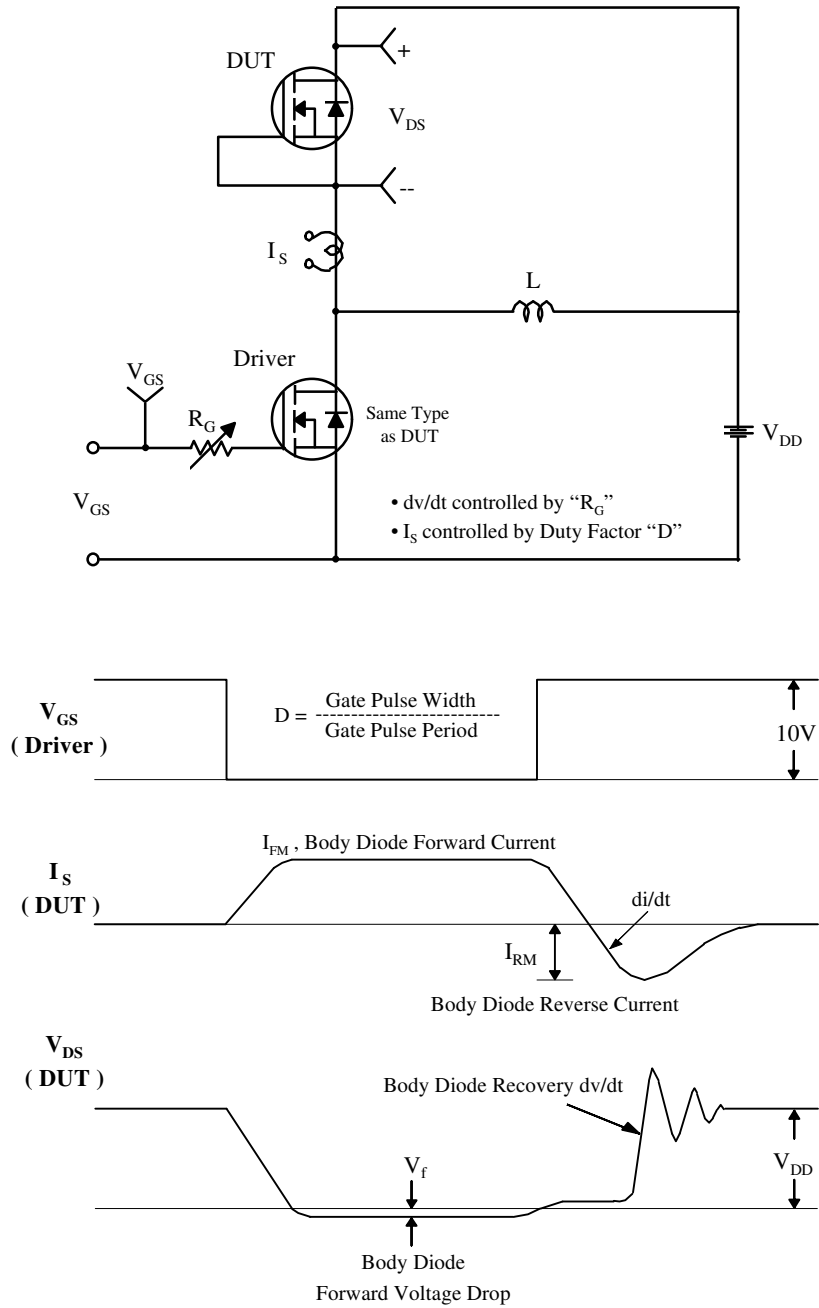 DUT
+
V_DS
--
I_S
L
Driver
V_GS
R_G
Same Type
as DUT
V_DD
V_GS
• dv/dt controlled by “R_G”
• I_S controlled by Duty Factor “D”
V_GS
( Driver )
D = Gate Pulse Width
--------------------------
Gate Pulse Period
10V
I_FM , Body Diode Forward Current
I_S
( DUT )
di/dt
I_RM
Body Diode Reverse Current
V_DS
( DUT )
Body Diode Recovery dv/dt
V_f
V_DD
Body Diode
Forward Voltage Drop